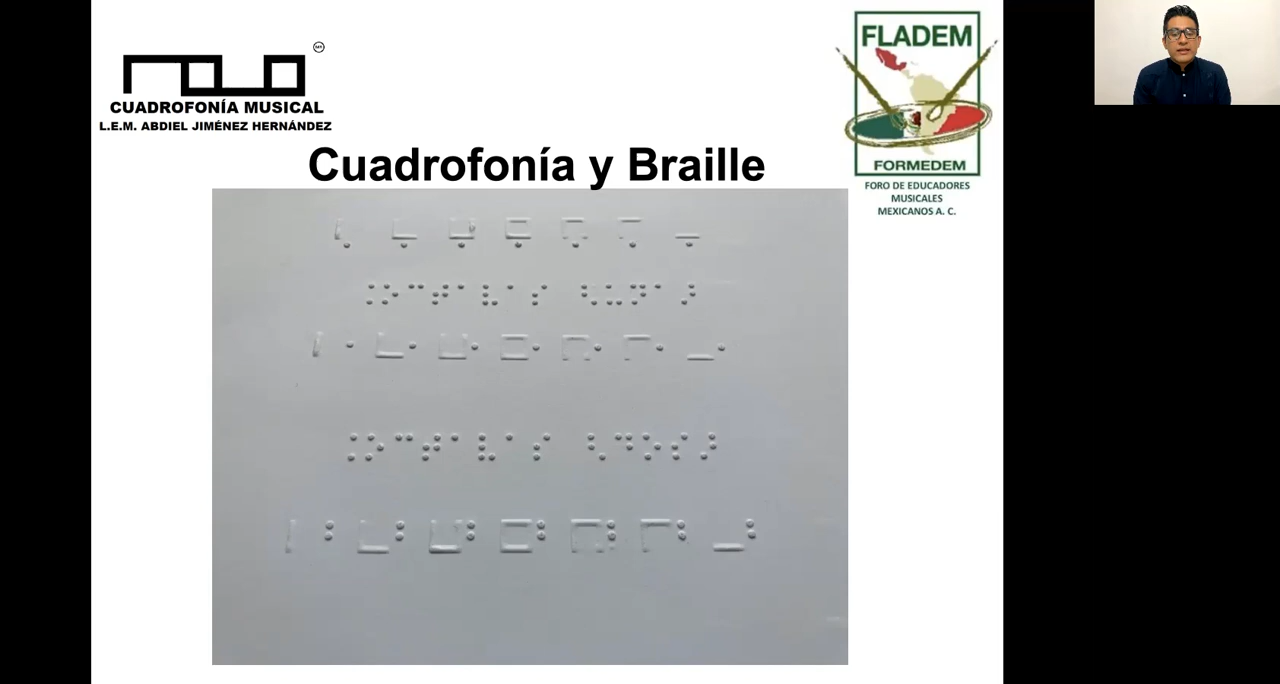 CUADROFONÍA MUSICAL
L.E.M. ABDIEL JIMÉNEZ HERNÁNDEZ
FLADEM
FORMEDEM
FORO DE EDUCADORES
MUSICALES
MEXICANOS A. C.
Cuadrofonía y Braille